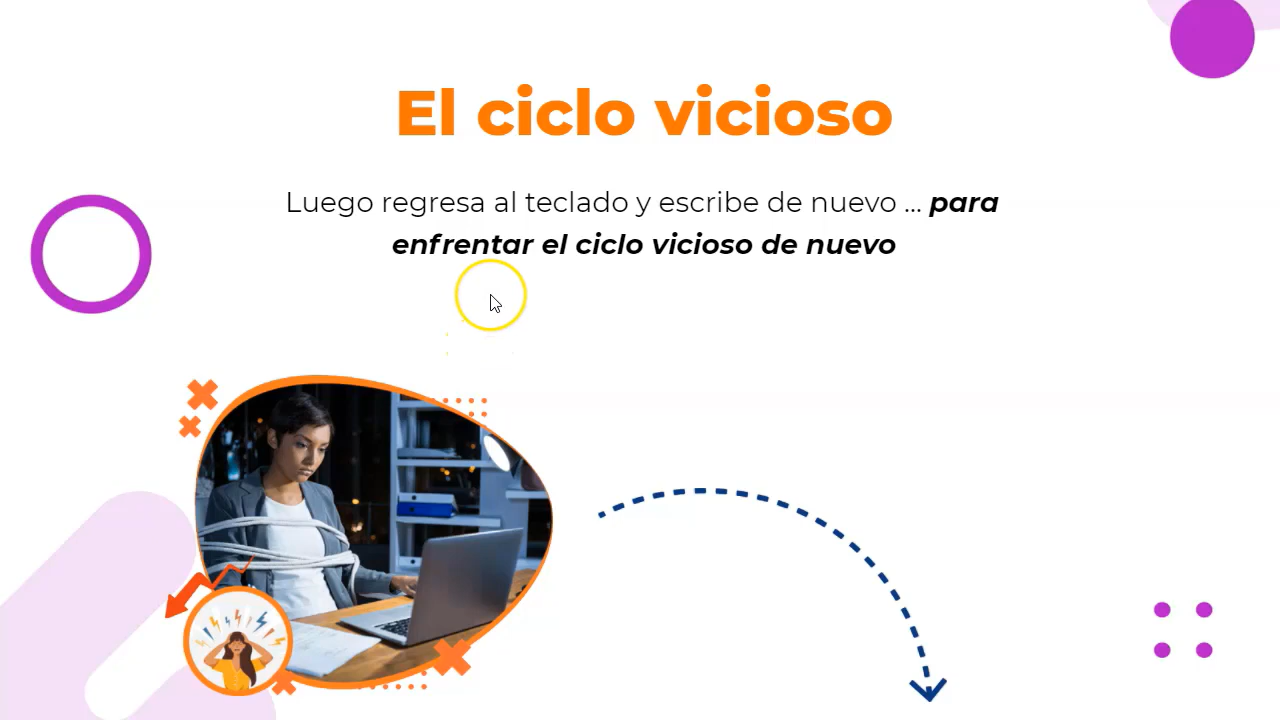 El ciclo vicioso
Luego regresa al teclado y escribe de nuevo ... para
enfrentar el ciclo vicioso de nuevo